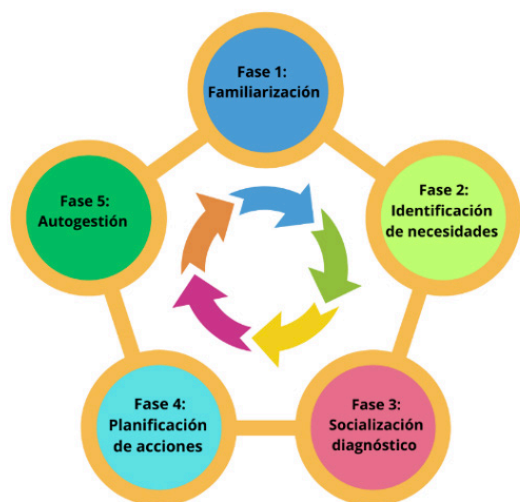 Fase 1:
Familiarización
Fase 2:
Identificación
de necesidades
Fase 3:
Socialización
diagnóstico
Fase 4:
Planificación
de acciones
Fase 5:
Autogestión